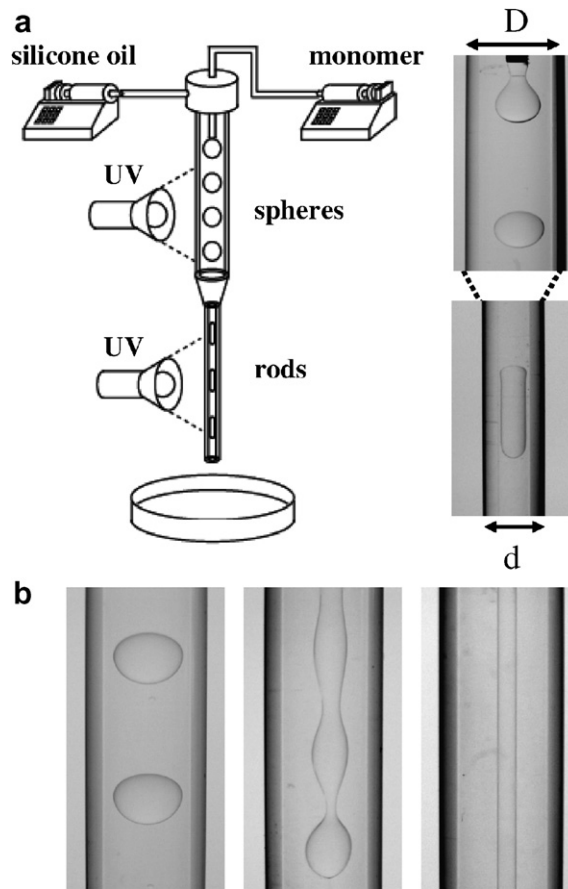 a
silicone oil
monomer
D
UV
spheres
UV
rods
d
b